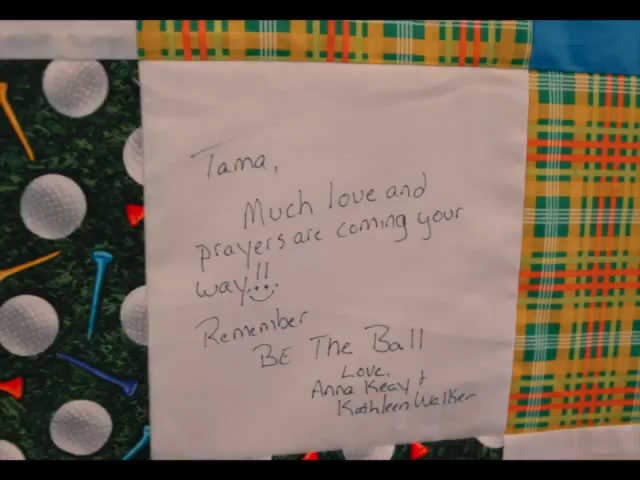 Tama,
Much love and
prayers are coming your
way!!
Remember
BE The Ball
Love,
Anna Keay +
Kathleen Walker